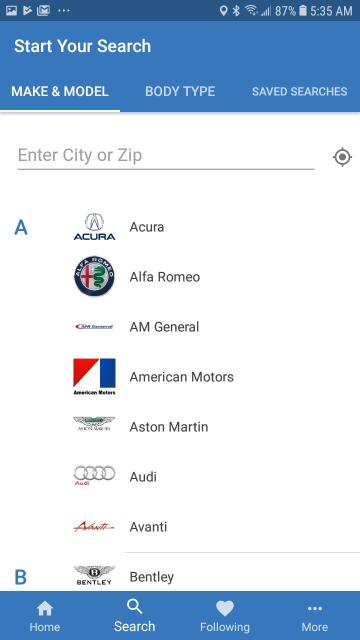 87% 5:35 AM
Start Your Search
MAKE & MODEL BODY TYPE SAVED SEARCHES
Enter City or Zip
A ACURA Acura
ALFA ROMEO Alfa Romeo
AM General AM General
American Motors American Motors
ASTON MARTIN Aston Martin
Audi Audi
Avanti Avanti
B BENTLEY Bentley
Home Search Following More